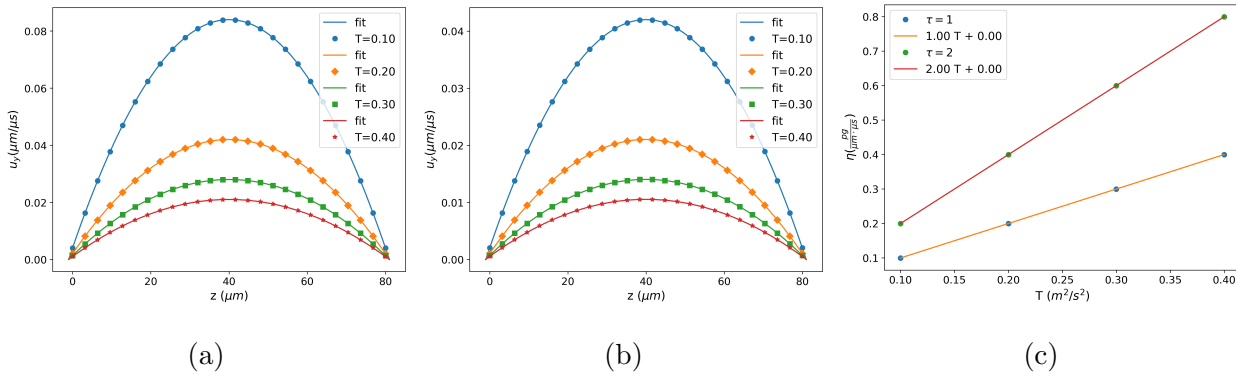 0.08
0.06
0.04
0.02
0.00
u_y(μm/μs)
0
20
40
60
80
z (μm)
fit
T=0.10
fit
T=0.20
fit
T=0.30
fit
T=0.40
(a)
0.04
0.03
0.02
0.01
0.00
u_y(μm/μs)
0
20
40
60
80
z (μm)
fit
T=0.10
fit
T=0.20
fit
T=0.30
fit
T=0.40
(b)
0.8
0.7
0.6
0.5
0.4
0.3
0.2
0.1
η(pg/μm·μs)
0.10
0.15
0.20
0.25
0.30
0.35
0.40
T (m²/s²)
τ = 1
1.00 T + 0.00
τ = 2
2.00 T + 0.00
(c)